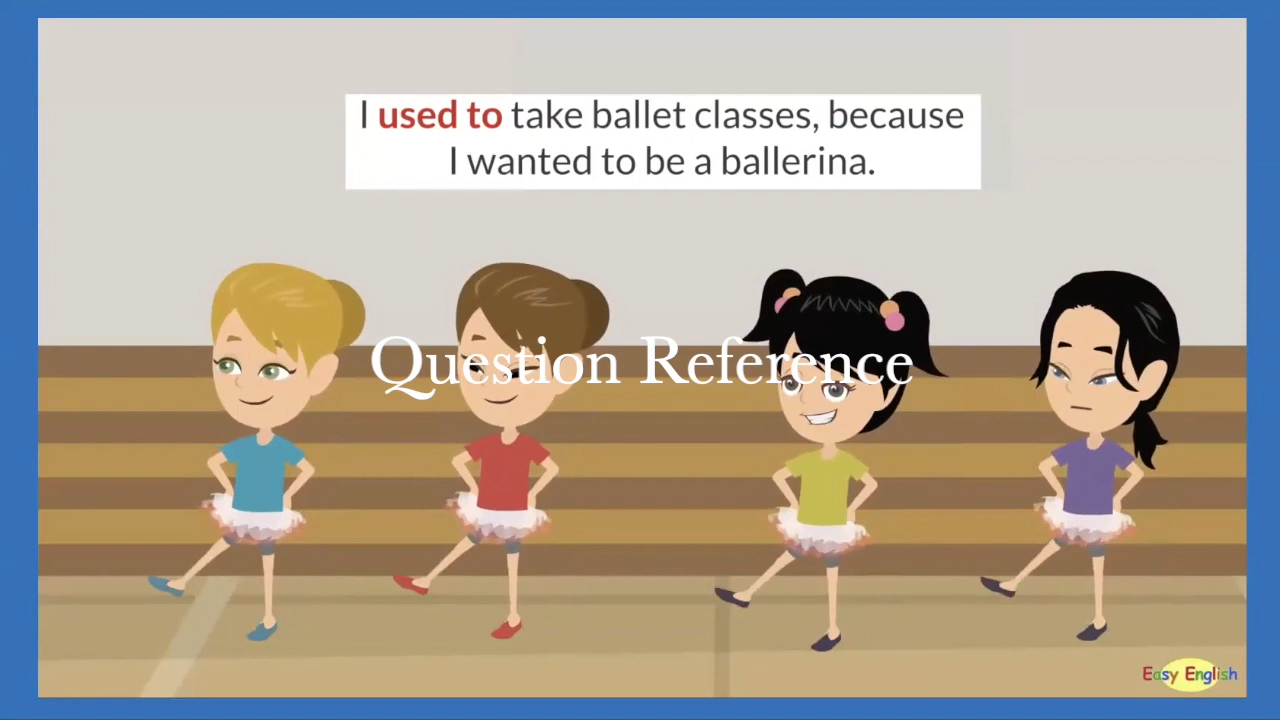 I used to take ballet classes, because
I wanted to be a ballerina.
Question Reference
Easy English